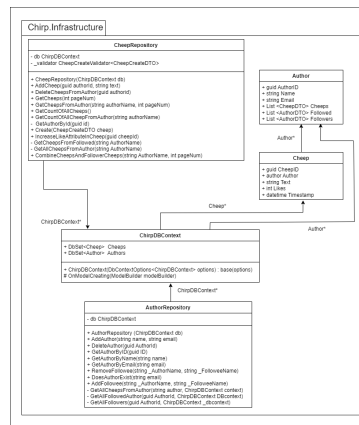 Chirp.Infrastructure
CheepRepository
- db ChirpDBContext
- _validator CheepCreateValidator<CheepCreateDTO>
+ CheepRepository(ChirpDBContext db)
+ AddCheep(guid authorId, string text)
+ DeleteCheepsFromAuthor(guid authorId)
+ GetCheeps(int pageNum)
+ GetCheepsFromAuthor(string authorName, int pageNum)
+ GetCountOfAllCheeps()
+ GetCountOfAllCheepFromAuthor(string authorName)
- GetAuthorById(guid id)
+ Create(CheepCreateDTO cheep)
+ IncreaseLikeAttributeInCheep(guid cheepId)
- GetCheepsFromFollowed(string AuthorName)
- GetAllCheepsFromAuthor(string AuthorName)
+ CombineCheepsAndFollowerCheeps(string AuthorName, int pageNum)
Author
+ guid AuthorID
+ string Name
+ string Email
+ List <CheepDTO> Cheeps
+ List <AuthorDTO> Followed
+ List <AuthorDTO> Followers
Author*
Cheep
+ guid CheepID
+ author Author
+ string Text
+ int Likes
+ datetime Timestamp
Cheep*
ChirpDBContext*
Author*
ChirpDBContext
+ DbSet<Cheep> Cheeps
+ DbSet<Author> Authors
+ ChirpDBContext(DbContextOptions<ChirpDBContext> options) : base(options)
# OnModelCreating(ModelBuilder modelBuilder)
ChirpDBContext*
AuthorRepository
- db ChirpDBContext
+ AuthorRepository (ChirpDBContext db)
+ AddAuthor(string name, string email)
+ DeleteAuthor(guid AuthorId)
+ GetAuthorByID(guid ID)
+ GetAuthorByName(string name)
+ GetAuthorByEmail(string email)
+ RemoveFollowee(string _AuthorName, string _FolloweeName)
+ DoesAuthorExist(string email)
+ AddFollowee(string _AuthorName, string _FolloweeName)
- GetAllCheepsFromAuthor(string author, ChirpDBContext context)
- GetAllFollowed(guid AuthorId, ChirpDBContext DBcontext)
- GetAllFollowers(guid AuthorId, ChirpDBContext _dbcontext)